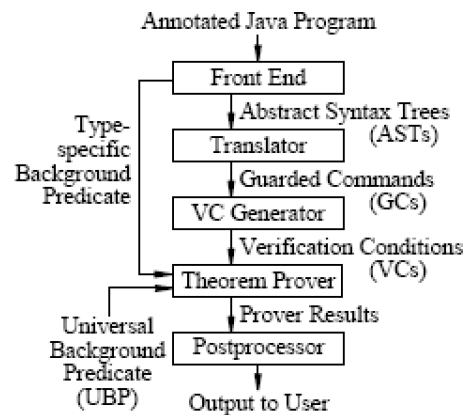 Annotated Java Program
Front End
Abstract Syntax Trees
(ASTs)
Type-
specific
Background
Predicate
Translator
Guarded Commands
(GCs)
VC Generator
Verification Conditions
(VCs)
Theorem Prover
Prover Results
Universal
Background
Predicate
(UBP)
Postprocessor
Output to User